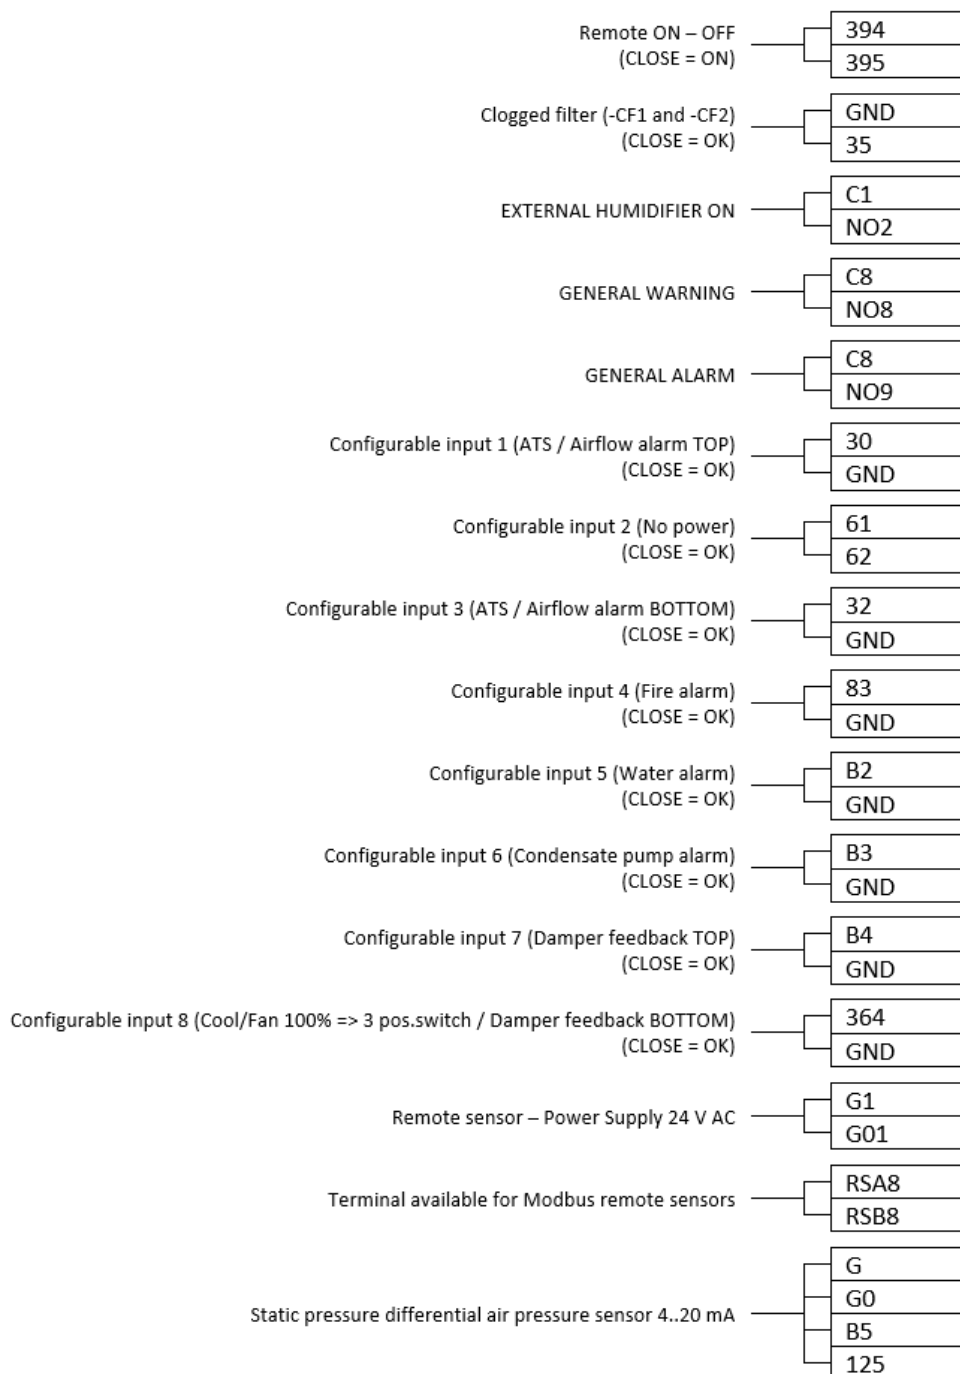 Remote ON – OFF
(CLOSE = ON)
394
395
Clogged filter (-CF1 and -CF2)
(CLOSE = OK)
GND
35
EXTERNAL HUMIDIFIER ON
C1
NO2
GENERAL WARNING
C8
NO8
GENERAL ALARM
C8
NO9
Configurable input 1 (ATS / Airflow alarm TOP)
(CLOSE = OK)
30
GND
Configurable input 2 (No power)
(CLOSE = OK)
61
62
Configurable input 3 (ATS / Airflow alarm BOTTOM)
(CLOSE = OK)
32
GND
Configurable input 4 (Fire alarm)
(CLOSE = OK)
83
GND
Configurable input 5 (Water alarm)
(CLOSE = OK)
B2
GND
Configurable input 6 (Condensate pump alarm)
(CLOSE = OK)
B3
GND
Configurable input 7 (Damper feedback TOP)
(CLOSE = OK)
B4
GND
Configurable input 8 (Cool/Fan 100% => 3 pos.switch / Damper feedback BOTTOM)
(CLOSE = OK)
364
GND
Remote sensor – Power Supply 24 V AC
G1
G01
Terminal available for Modbus remote sensors
RSA8
RSB8
Static pressure differential air pressure sensor 4..20 mA
G
G0
B5
125